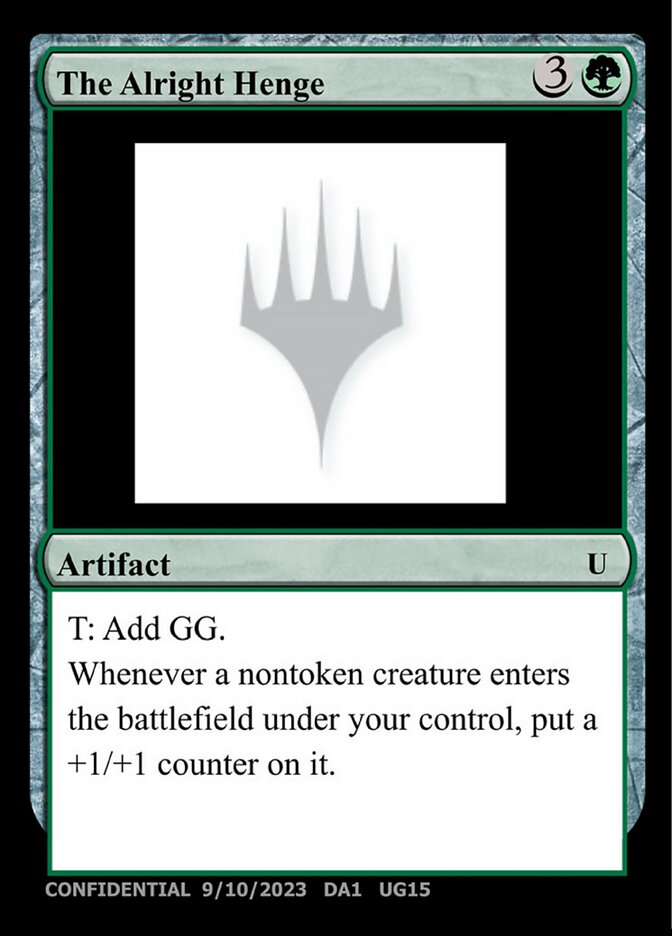 The Alright Henge 3
Artifact U
T: Add GG.
Whenever a nontoken creature enters
the battlefield under your control, put a
+1/+1 counter on it.
CONFIDENTIAL 9/10/2023 DA1 UG15